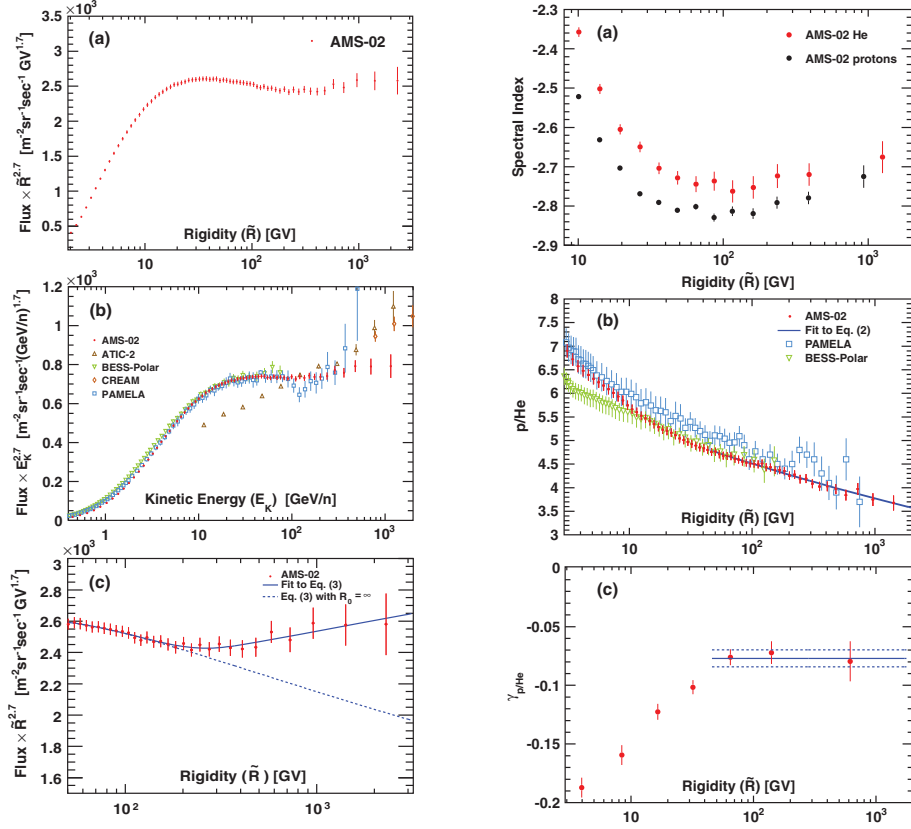 ×10³
(a)
AMS-02
Flux × R̃^2.7 [m⁻²sr⁻¹sec⁻¹ GV^1.7]
3.5
3
2.5
2
1.5
1
0.5
Rigidity (R̃) [GV]
10 10² 10³
×10³
(b)
AMS-02
ATIC-2
BESS-Polar
CREAM
PAMELA
Flux × E_K^2.7 [m⁻²sr⁻¹sec⁻¹(GeV/n)^1.7]
1.2
1
0.8
0.6
0.4
0.2
0
Kinetic Energy (E_K) [GeV/n]
1 10 10² 10³
×10³
(c)
AMS-02
Fit to Eq. (3)
Eq. (3) with R₀ = ∞
Flux × R̃^2.7 [m⁻²sr⁻¹sec⁻¹ GV^1.7]
3
2.8
2.6
2.4
2.2
2
1.8
1.6
Rigidity (R̃) [GV]
10² 10³
(a)
AMS-02 He
AMS-02 protons
Spectral Index
-2.3
-2.4
-2.5
-2.6
-2.7
-2.8
-2.9
10 10² 10³
Rigidity (R̃) [GV]
(b)
AMS-02
Fit to Eq. (2)
PAMELA
BESS-Polar
p/He
8
7.5
7
6.5
6
5.5
5
4.5
4
3.5
3
Rigidity (R̃) [GV]
10 10² 10³
(c)
γ_p/He
0
-0.05
-0.1
-0.15
-0.2
Rigidity (R̃) [GV]
10 10² 10³